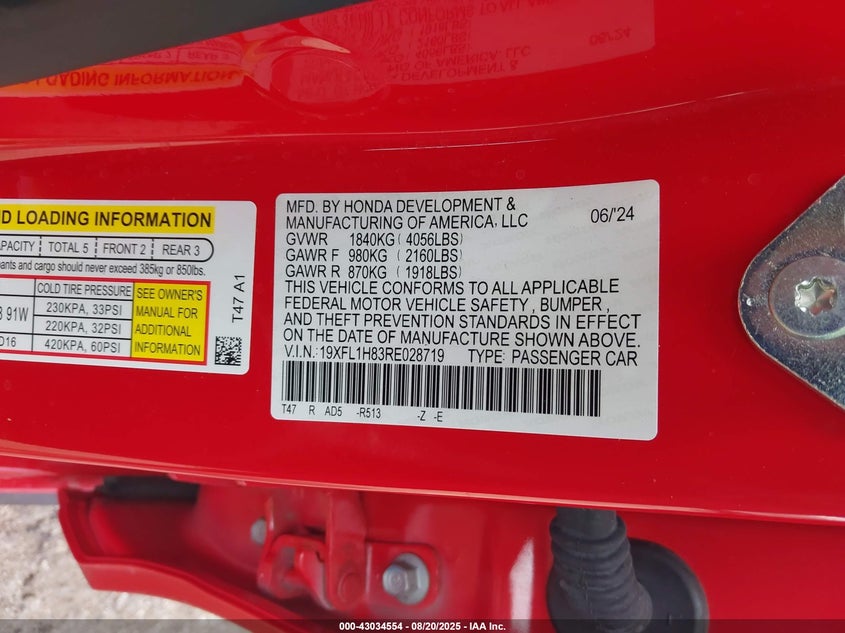 D LOADING INFORMATION
APACITY TOTAL 5 FRONT 2 REAR 3
ants and cargo should never exceed 385kg or 850lbs.
COLD TIRE PRESSURE
3 91W 230KPA, 33PSI
220KPA, 32PSI
D16 420KPA, 60PSI
SEE OWNER'S
MANUAL FOR
ADDITIONAL
INFORMATION
T47 A1
MFD. BY HONDA DEVELOPMENT &
MANUFACTURING OF AMERICA, LLC 06/'24
GVWR 1840KG ( 4056LBS)
GAWR F 980KG ( 2160LBS)
GAWR R 870KG ( 1918LBS)
THIS VEHICLE CONFORMS TO ALL APPLICABLE
FEDERAL MOTOR VEHICLE SAFETY , BUMPER ,
AND THEFT PREVENTION STANDARDS IN EFFECT
ON THE DATE OF MANUFACTURE SHOWN ABOVE.
V.I.N.: 19XFL1H83RE028719 TYPE: PASSENGER CAR
T47 R AD5 -R513 -Z -E
000-43034554 | 08/20/2025 - IAA Inc.